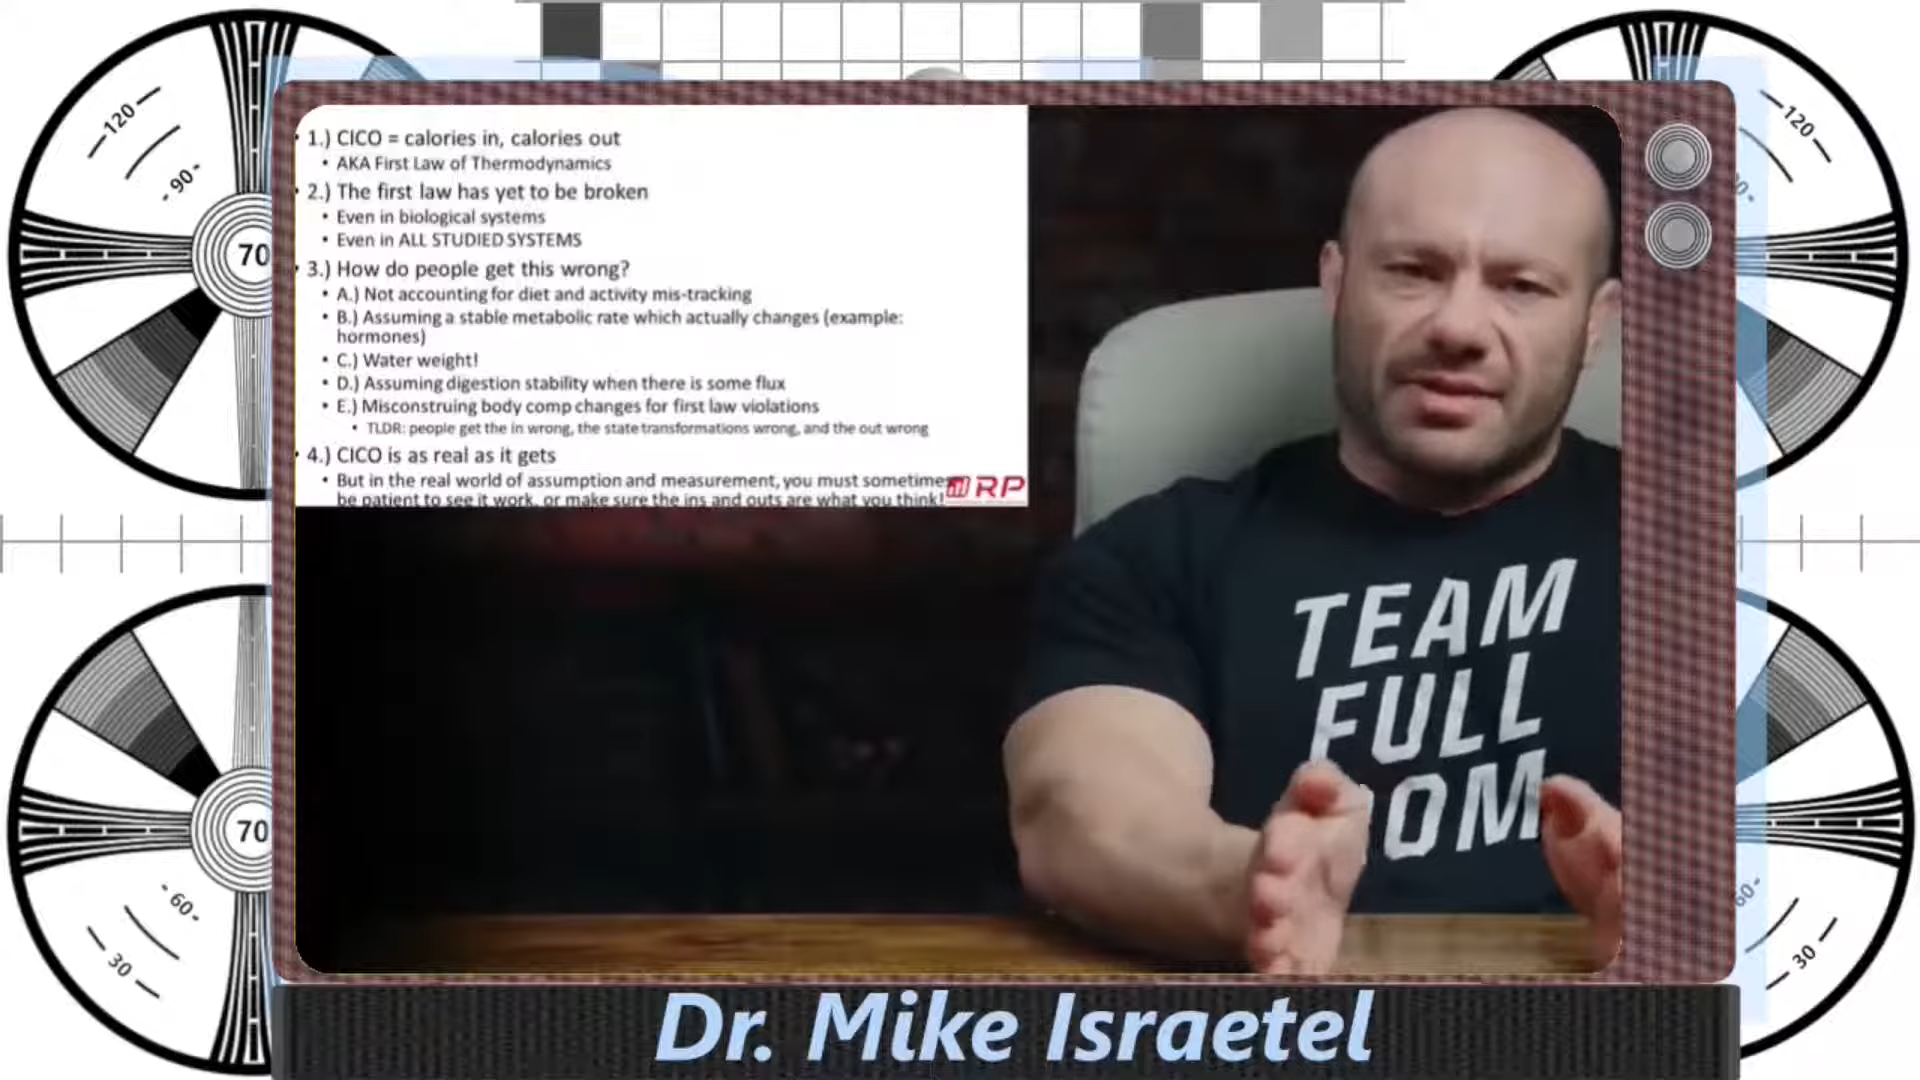 120
90
70
120
1.) CICO = calories in, calories out
• AKA First Law of Thermodynamics
2.) The first law has yet to be broken
• Even in biological systems
• Even in ALL STUDIED SYSTEMS
3.) How do people get this wrong?
• A.) Not accounting for diet and activity mis-tracking
• B.) Assuming a stable metabolic rate which actually changes (example:
hormones)
• C.) Water weight!
• D.) Assuming digestion stability when there is some flux
• E.) Misconstruing body comp changes for first law violations
• TLDR: people get the in wrong, the state transformations wrong, and the out wrong
4.) CICO is as real as it gets
• But in the real world of assumption and measurement, you must sometimes
be patient to see it work, or make sure the ins and outs are what you think!
RP
TEAM
FULL
ROM
70
60
30
60
30
Dr. Mike Israetel